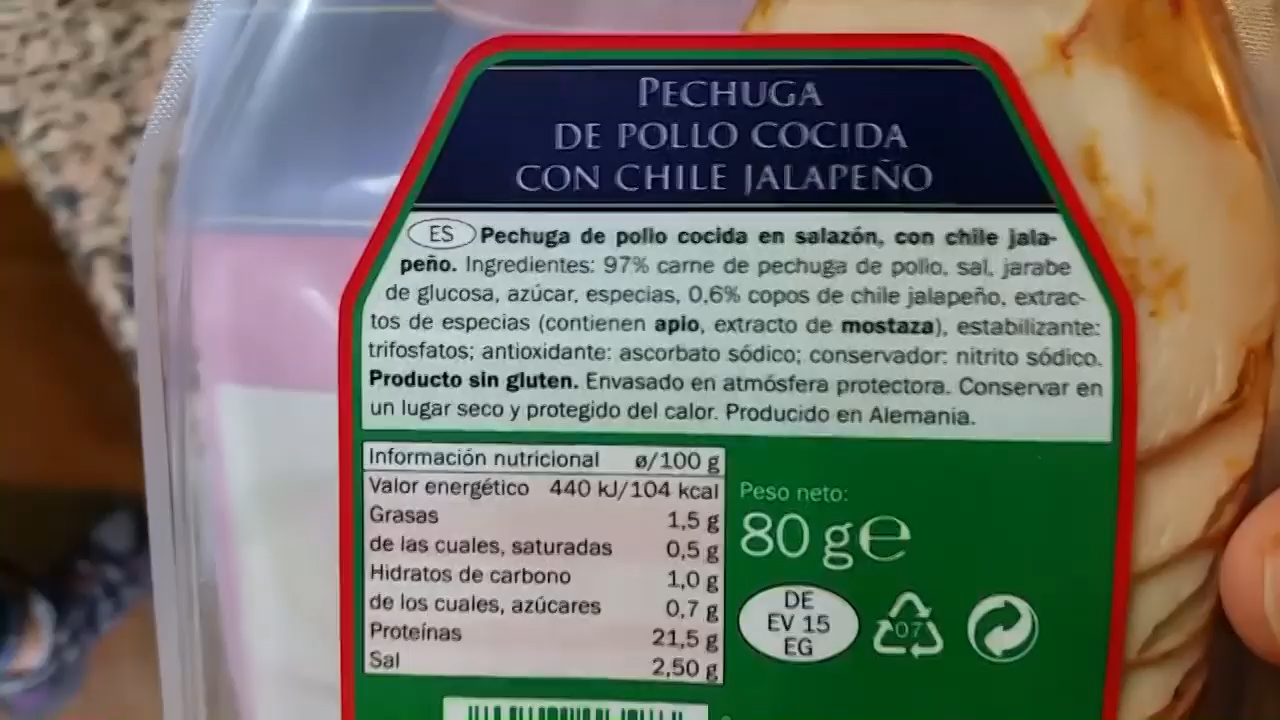 PECHUGA
DE POLLO COCIDA
CON CHILE JALAPEÑO
ES Pechuga de pollo cocida en salazón, con chile jala-
peño. Ingredientes: 97% carne de pechuga de pollo, sal, jarabe
de glucosa, azúcar, especias, 0,6% copos de chile jalapeño, extrac-
tos de especias (contienen apio, extracto de mostaza), estabilizante:
trifosfatos; antioxidante: ascorbato sódico; conservador: nitrito sódico.
Producto sin gluten. Envasado en atmósfera protectora. Conservar en
un lugar seco y protegido del calor. Producido en Alemania.
Información nutricional ø/100 g
Valor energético 440 kJ/104 kcal
Grasas 1,5 g
de las cuales, saturadas 0,5 g
Hidratos de carbono 1,0 g
de los cuales, azúcares 0,7 g
Proteínas 21,5 g
Sal 2,50 g
Peso neto:
80 g e
DE
EV 15
EG
07